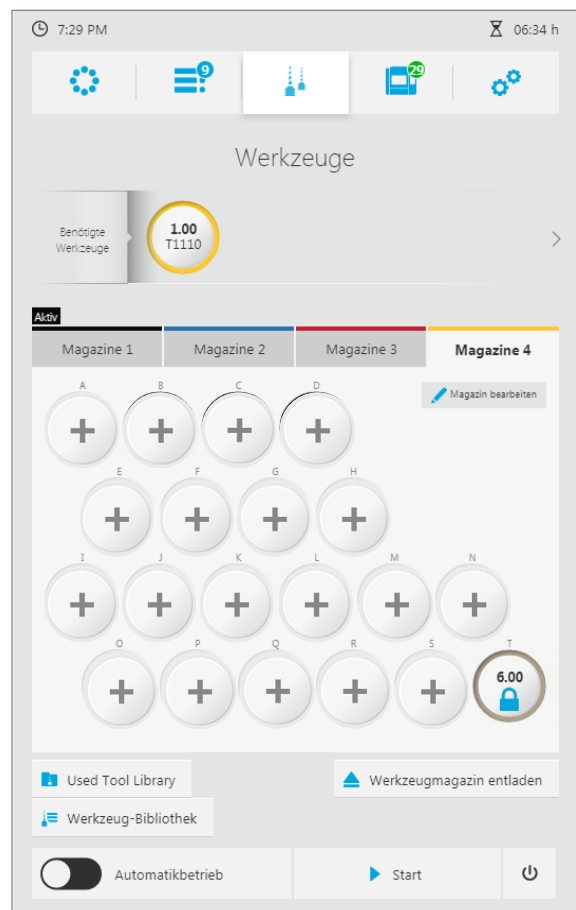 7:29 PM
06:34 h
9
29
Werkzeuge
Benötigte
Werkzeuge
1.00
T1110
Aktiv
Magazine 1
Magazine 2
Magazine 3
Magazine 4
Magazin bearbeiten
A
B
C
D
E
F
G
H
I
J
K
L
M
N
O
P
Q
R
S
T
6.00
Used Tool Library
Werkzeugmagazin entladen
Werkzeug-Bibliothek
Automatikbetrieb
Start